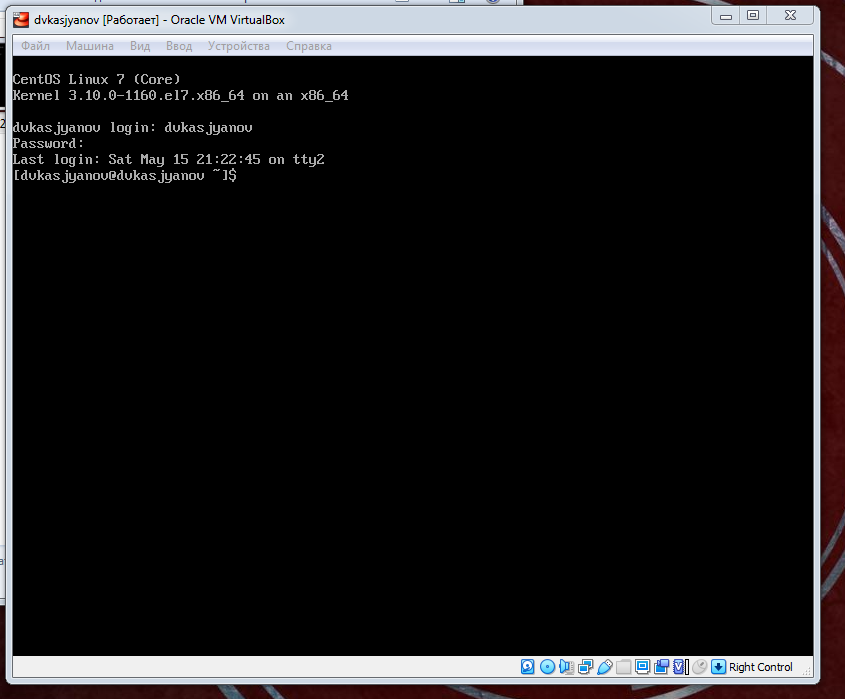 dvkasjyanov [Работает] - Oracle VM VirtualBox
Файл Машина Вид Ввод Устройства Справка
CentOS Linux 7 (Core)
Kernel 3.10.0-1160.el7.x86_64 on an x86_64
dvkasjyanov login: dvkasjyanov
Password:
Last login: Sat May 15 21:22:45 on tty2
[dvkasjyanov@dvkasjyanov ~]$
Right Control